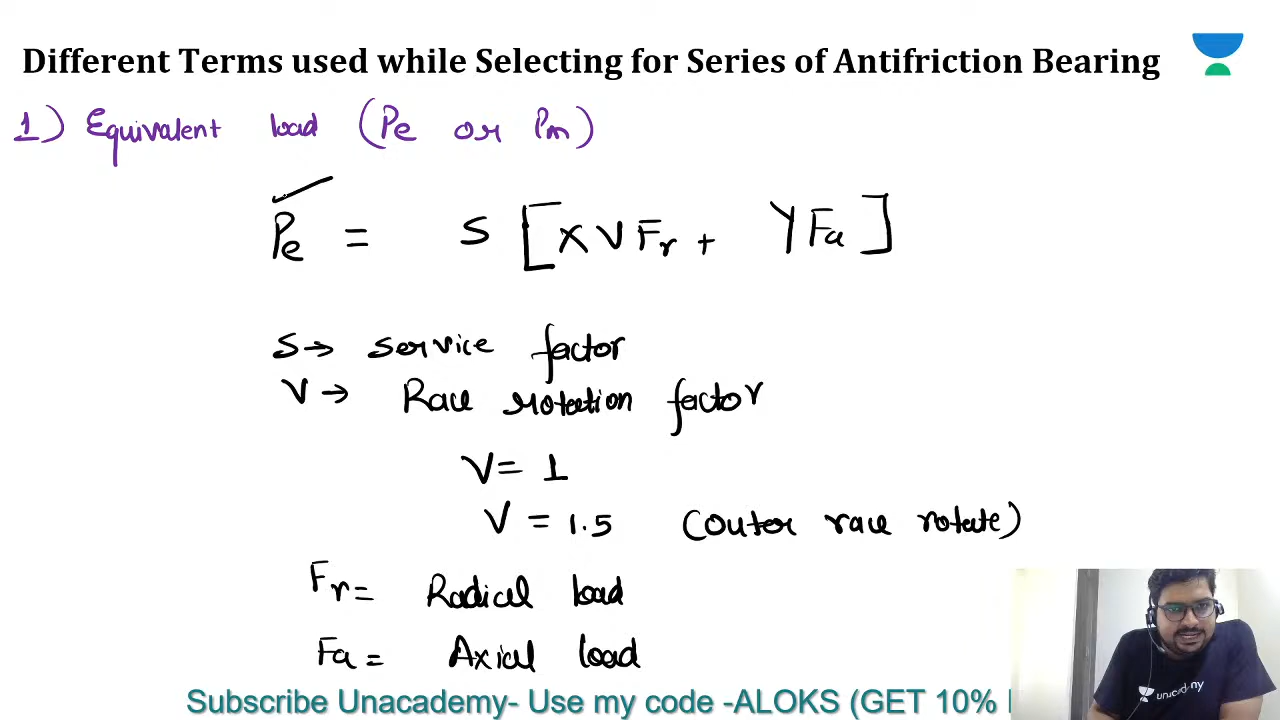 Different Terms used while Selecting for Series of Antifriction Bearing
1) Equivalent load (Pe or Pm)
Pe = S [XVFr + YFa]
S → Service factor
V → Race rotation factor
V = 1
V = 1.5 (outer race rotate)
Fr = Radical load
Fa = Axial load
unacademy
Subscribe Unacademy- Use my code -ALOKS (GET 10%